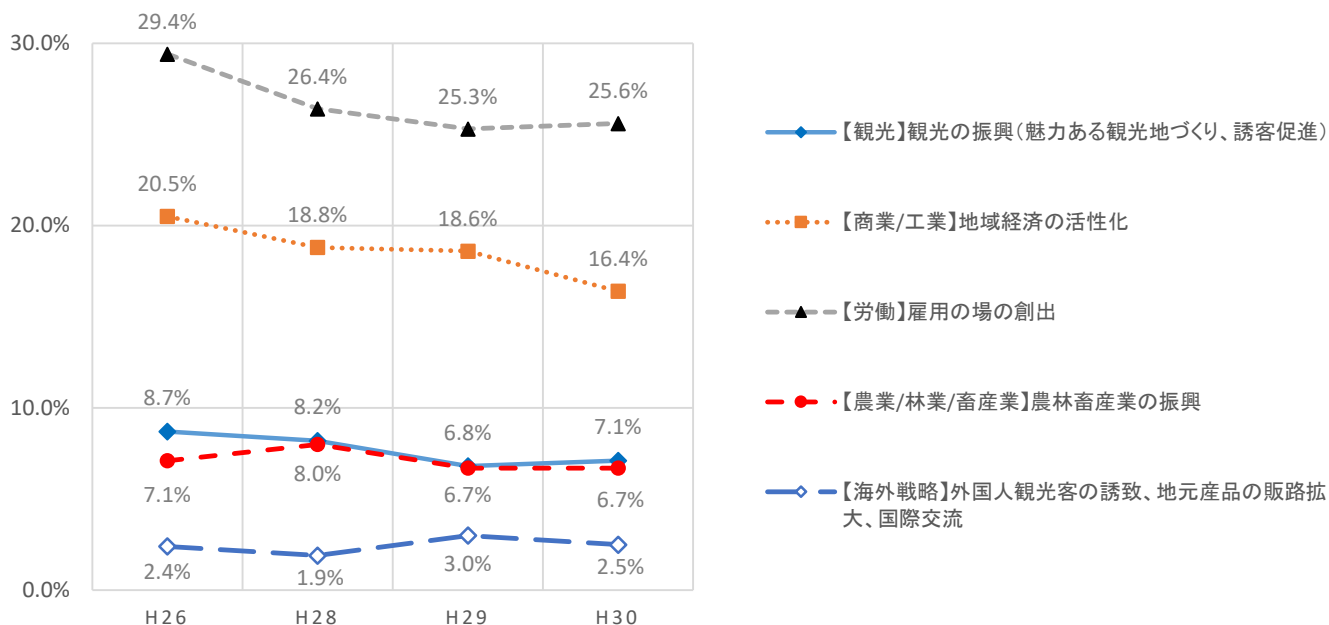 30.0%
20.0%
10.0%
0.0%
29.4%
26.4%
25.3%
25.6%
20.5%
18.8%
18.6%
16.4%
8.7%
8.2%
6.8%
7.1%
7.1%
8.0%
6.7%
6.7%
2.4%
1.9%
3.0%
2.5%
H26
H28
H29
H30
【観光】観光の振興(魅力ある観光地づくり、誘客促進)
【商業/工業】地域経済の活性化
【労働】雇用の場の創出
【農業/林業/畜産業】農林畜産業の振興
【海外戦略】外国人観光客の誘致、地元産品の販路拡
大、国際交流